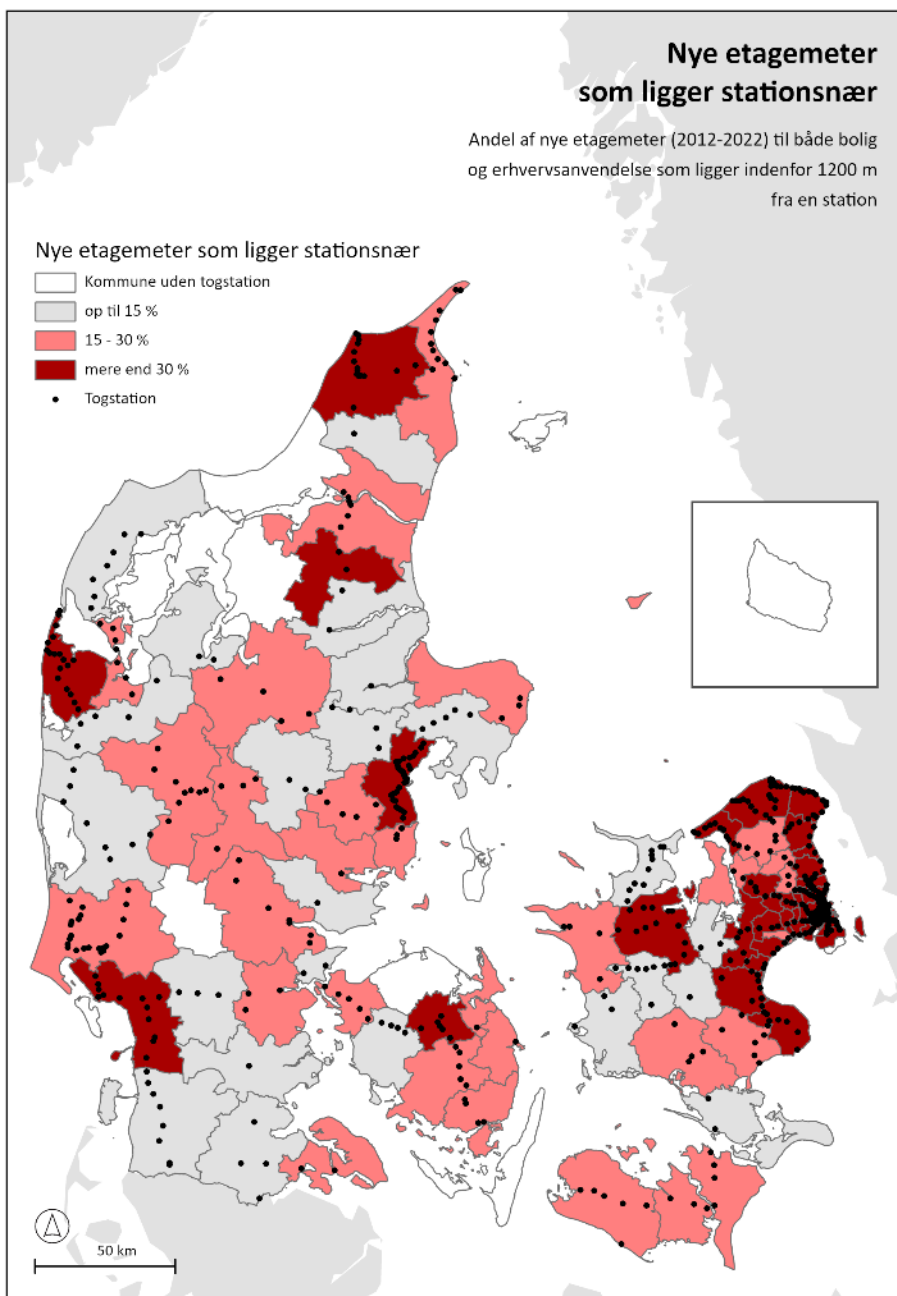 Nye etagemeter
som ligger stationsnær
Andel af nye etagemeter (2012-2022) til både bolig
og erhvervsanvendelse som ligger indenfor 1200 m
fra en station
Nye etagemeter som ligger stationsnær
Kommune uden togstation
op til 15 %
15 - 30 %
mere end 30 %
Togstation
50 km